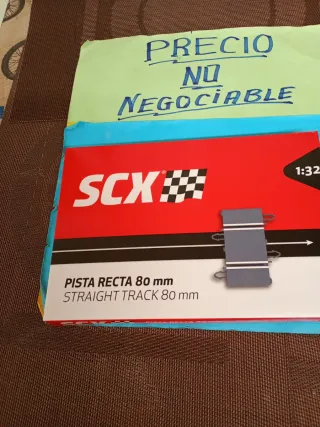 PRECIO
NO
NEGOCIABLE
SCX
1:32
PISTA RECTA 80 mm
STRAIGHT TRACK 80 mm